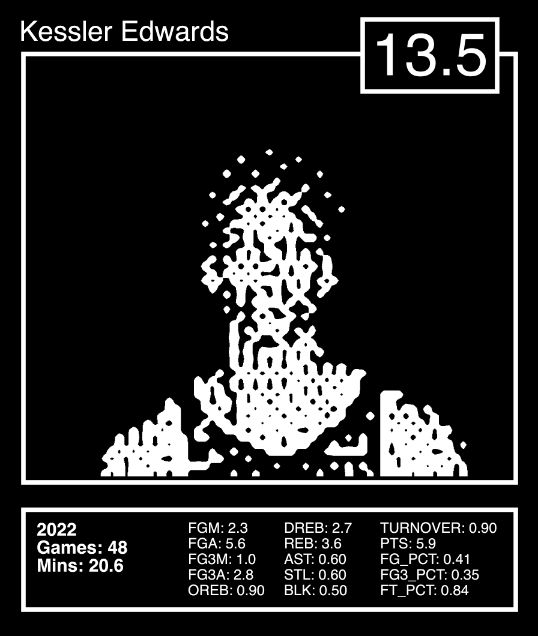 Kessler Edwards
13.5
2022
Games: 48
Mins: 20.6
FGM: 2.3
FGA: 5.6
FG3M: 1.0
FG3A: 2.8
OREB: 0.90
DREB: 2.7
REB: 3.6
AST: 0.60
STL: 0.60
BLK: 0.50
TURNOVER: 0.90
PTS: 5.9
FG_PCT: 0.41
FG3_PCT: 0.35
FT_PCT: 0.84